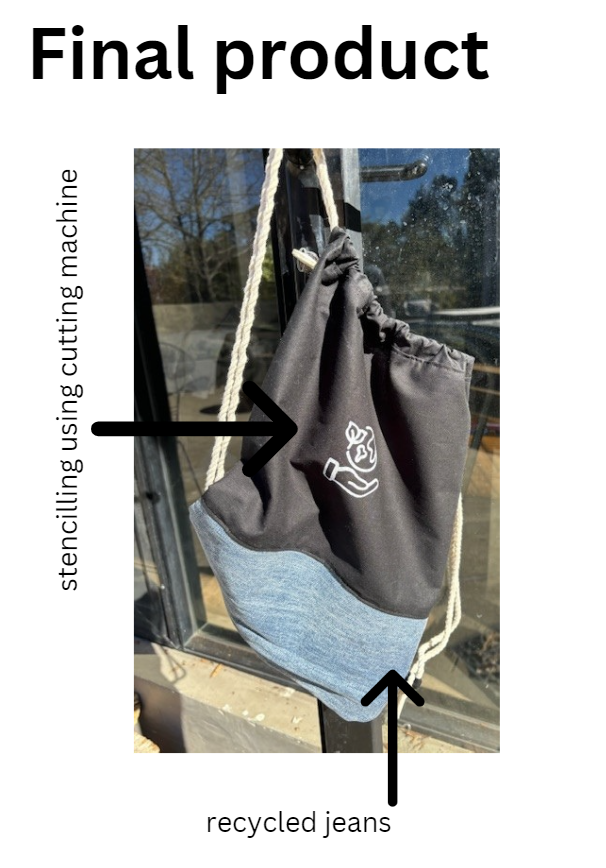 Final product
stencilling using cutting machine
recycled jeans